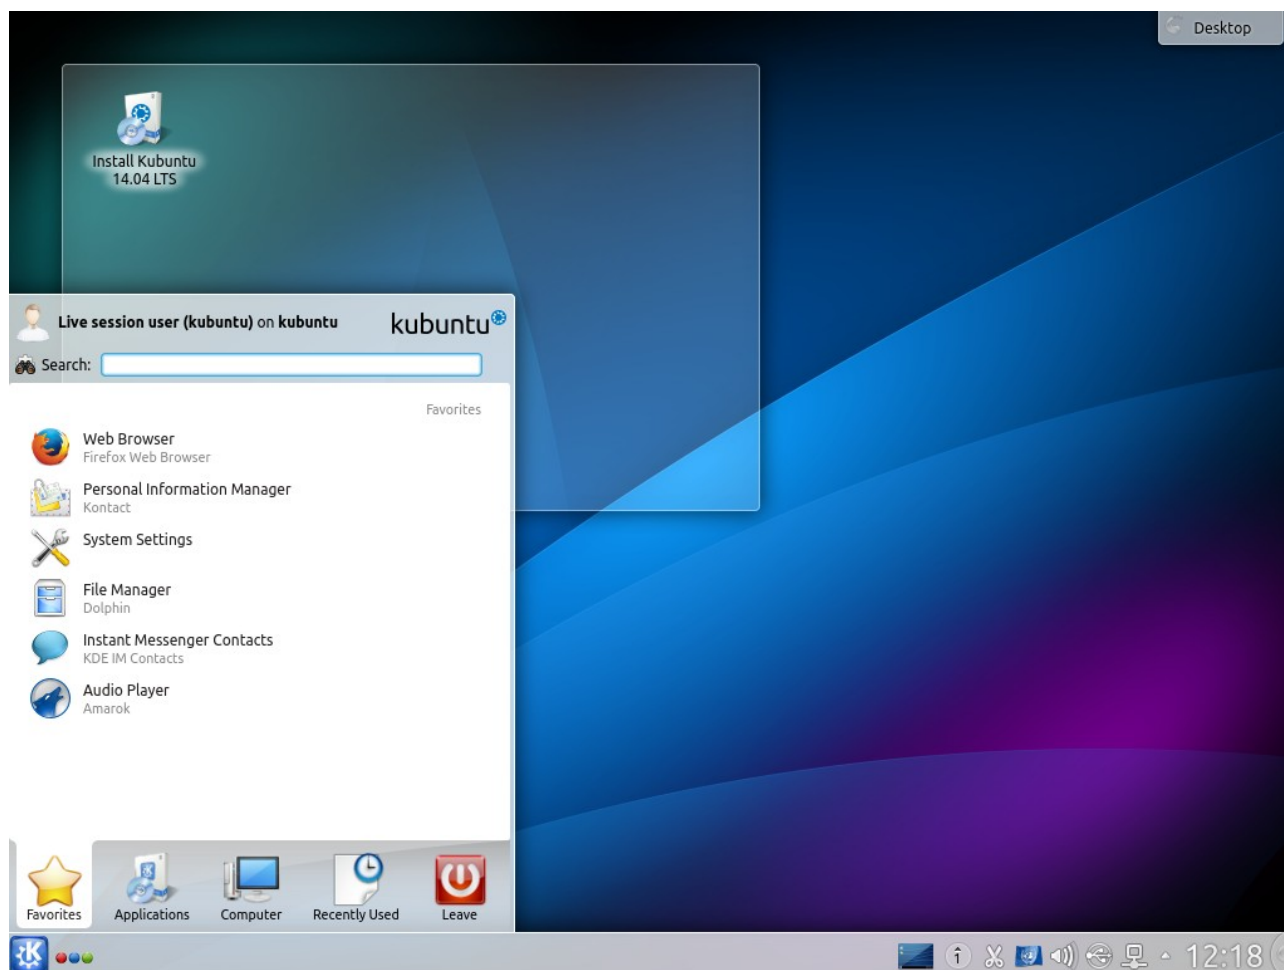 Desktop
Install Kubuntu
14.04 LTS
Live session user (kubuntu) on kubuntu
kubuntu
Search:
Favorites
Web Browser
Firefox Web Browser
Personal Information Manager
Kontact
System Settings
File Manager
Dolphin
Instant Messenger Contacts
KDE IM Contacts
Audio Player
Amarok
Favorites
Applications
Computer
Recently Used
Leave
12:18